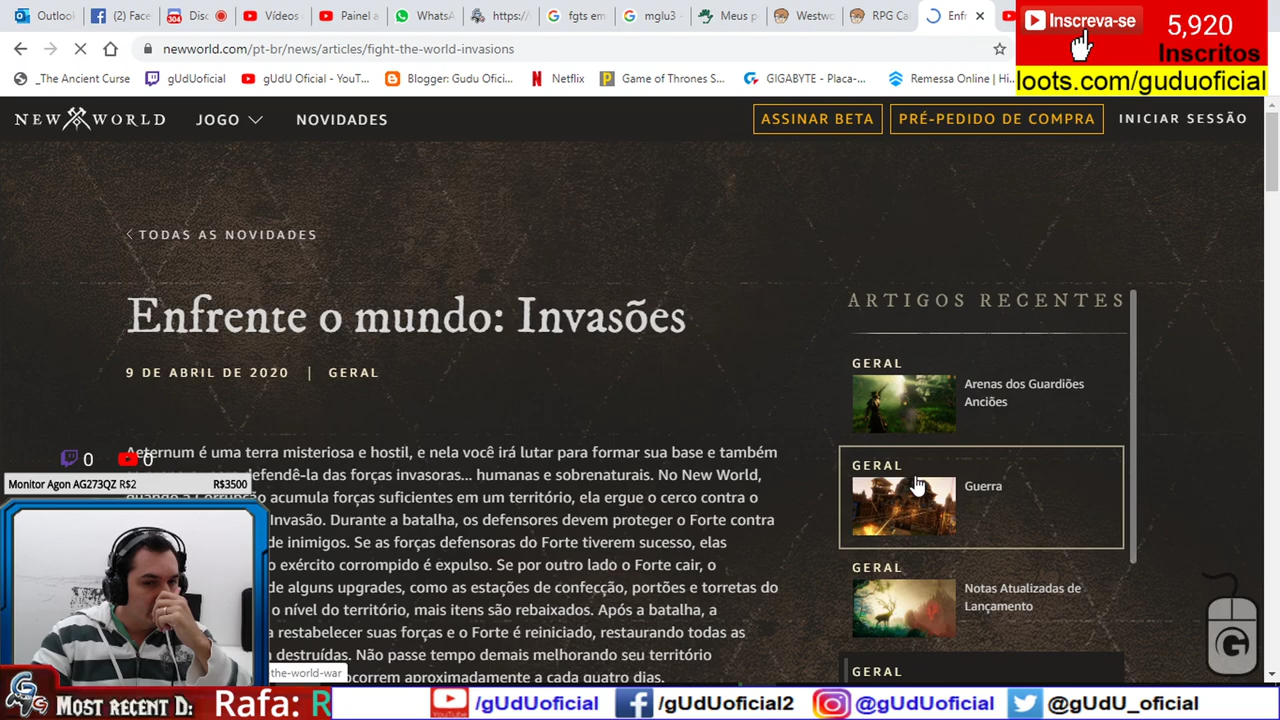 Outlook
(2) Face
304
Disc
Vídeos
Painel a
WhatsA
https:/
fgts em
mglu3 -
Meus p
Westwo
RPG Ca
Enfr
newworld.com/pt-br/news/articles/fight-the-world-invasions
Inscreva-se
5,920
Inscritos
loots.com/guduoficial
_The Ancient Curse
gUdUoficial
gUdU Oficial - YouT...
Blogger: Gudu Ofici...
Netflix
Game of Thrones S...
GIGABYTE - Placa-...
Remessa Online | Hi...
NEW WORLD
JOGO
NOVIDADES
ASSINAR BETA
PRÉ-PEDIDO DE COMPRA
INICIAR SESSÃO
TODAS AS NOVIDADES
Enfrente o mundo: Invasões
9 DE ABRIL DE 2020 | GERAL
Aeternum é uma terra misteriosa e hostil, e nela você irá lutar para formar sua base e também
defendê-la das forças invasoras... humanas e sobrenaturais. No New World,
quando a Corrupção acumula forças suficientes em um território, ela ergue o cerco contra o
Invasão. Durante a batalha, os defensores devem proteger o Forte contra
de inimigos. Se as forças defensoras do Forte tiverem sucesso, elas
o exército corrompido é expulso. Se por outro lado o Forte cair, o
de alguns upgrades, como as estações de confecção, portões e torretas do
o nível do território, mais itens são rebaixados. Após a batalha, a
a restabelecer suas forças e o Forte é reiniciado, restaurando todas as
destruídas. Não passe tempo demais melhorando seu território
ocorrem aproximadamente a cada quatro dias.
ARTIGOS RECENTES
GERAL
Arenas dos Guardiões
Anciões
GERAL
Guerra
GERAL
Notas Atualizadas de
Lançamento
GERAL
0
0
Monitor Agon AG273QZ R$2
R$3500
the-world-war
G
GG
MOST RECENT D:
Rafa: R
/gUdUoficial
/gUdUoficial2
@gUdUoficial
@gUdU_oficial